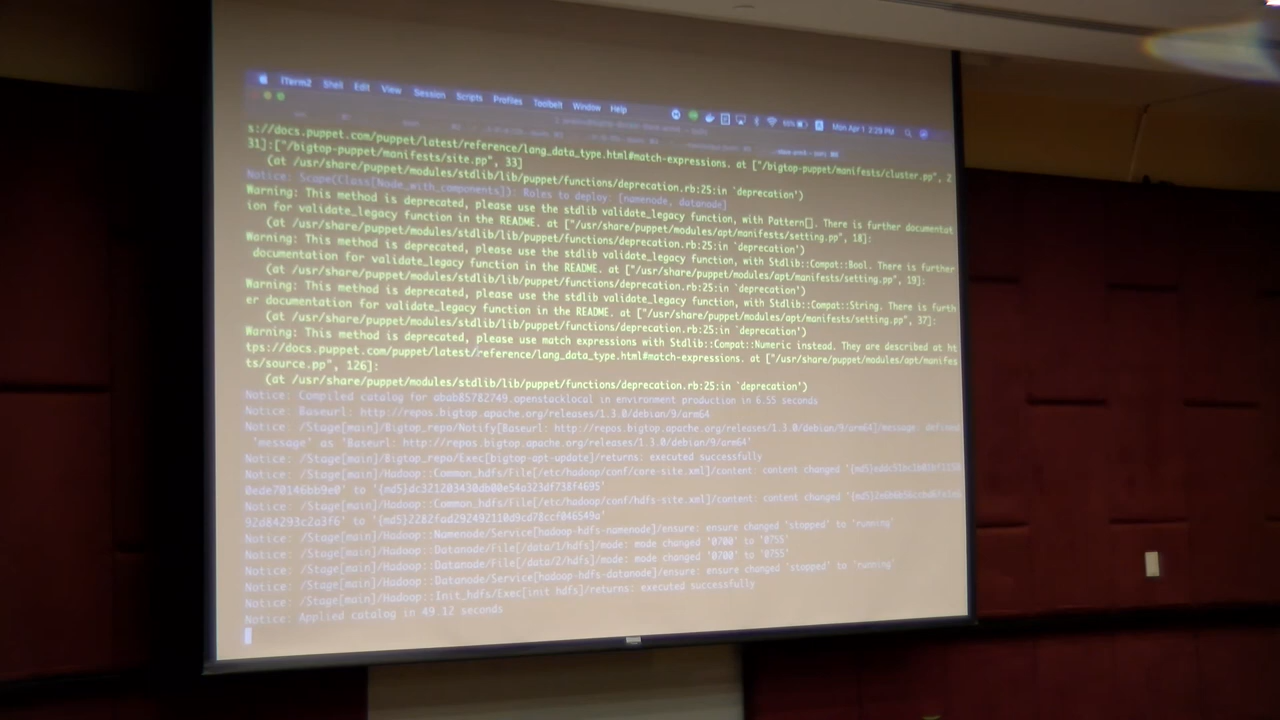 iTerm2 Shell Edit View Session Scripts Profiles Toolbelt Window Help Mon Apr 1 2:29 PM
s://docs.puppet.com/puppet/latest/reference/lang_data_type.html#match-expressions. at ["/bigtop-puppet/manifests/cluster.pp", 2
31]:["/bigtop-puppet/manifests/site.pp", 33]
(at /usr/share/puppet/modules/stdlib/lib/puppet/functions/deprecation.rb:25:in `deprecation')
Notice: Scope(Class[Node_with_components]): Roles to deploy: [namenode, datanode]
Warning: This method is deprecated, please use the stdlib validate_legacy function, with Pattern[]. There is further documentat
ion for validate_legacy function in the README. at ["/usr/share/puppet/modules/apt/manifests/setting.pp", 18]:
(at /usr/share/puppet/modules/stdlib/lib/puppet/functions/deprecation.rb:25:in `deprecation')
Warning: This method is deprecated, please use the stdlib validate_legacy function, with Stdlib::Compat::Bool. There is further
documentation for validate_legacy function in the README. at ["/usr/share/puppet/modules/apt/manifests/setting.pp", 19]:
(at /usr/share/puppet/modules/stdlib/lib/puppet/functions/deprecation.rb:25:in `deprecation')
Warning: This method is deprecated, please use the stdlib validate_legacy function, with Stdlib::Compat::String. There is furth
er documentation for validate_legacy function in the README. at ["/usr/share/puppet/modules/apt/manifests/setting.pp", 37]:
(at /usr/share/puppet/modules/stdlib/lib/puppet/functions/deprecation.rb:25:in `deprecation')
Warning: This method is deprecated, please use match expressions with Stdlib::Compat::Numeric instead. They are described at ht
tps://docs.puppet.com/puppet/latest/reference/lang_data_type.html#match-expressions. at ["/usr/share/puppet/modules/apt/manifes
ts/source.pp", 126]:
(at /usr/share/puppet/modules/stdlib/lib/puppet/functions/deprecation.rb:25:in `deprecation')
Notice: Compiled catalog for abab85782749.openstacklocal in environment production in 6.55 seconds
Notice: Baseurl: http://repos.bigtop.apache.org/releases/1.3.0/debian/9/arm64
Notice: /Stage[main]/Bigtop_repo/Notify[Baseurl: http://repos.bigtop.apache.org/releases/1.3.0/debian/9/arm64]/message: defined
'message' as 'Baseurl: http://repos.bigtop.apache.org/releases/1.3.0/debian/9/arm64'
Notice: /Stage[main]/Bigtop_repo/Exec[bigtop-apt-update]/returns: executed successfully
Notice: /Stage[main]/Hadoop::Common_hdfs/File[/etc/hadoop/conf/core-site.xml]/content: content changed
0ede70146bb9e0' to '{md5}dc321203430db00e54a323df738f4695'
Notice: /Stage[main]/Hadoop::Common_hdfs/File[/etc/hadoop/conf/hdfs-site.xml]/content: content changed
92d84293c2a3f6' to '{md5}2282fad292492110d9cd78ccf046549a'
Notice: /Stage[main]/Hadoop::Namenode/Service[hadoop-hdfs-namenode]/ensure: ensure changed 'stopped' to 'running'
Notice: /Stage[main]/Hadoop::Datanode/File[/data/1/hdfs]/mode: mode changed '0700' to '0755'
Notice: /Stage[main]/Hadoop::Datanode/File[/data/2/hdfs]/mode: mode changed '0700' to '0755'
Notice: /Stage[main]/Hadoop::Datanode/Service[hadoop-hdfs-datanode]/ensure: ensure changed 'stopped' to 'running'
Notice: /Stage[main]/Hadoop::Init_hdfs/Exec[init hdfs]/returns: executed successfully
Notice: Applied catalog in 49.12 seconds